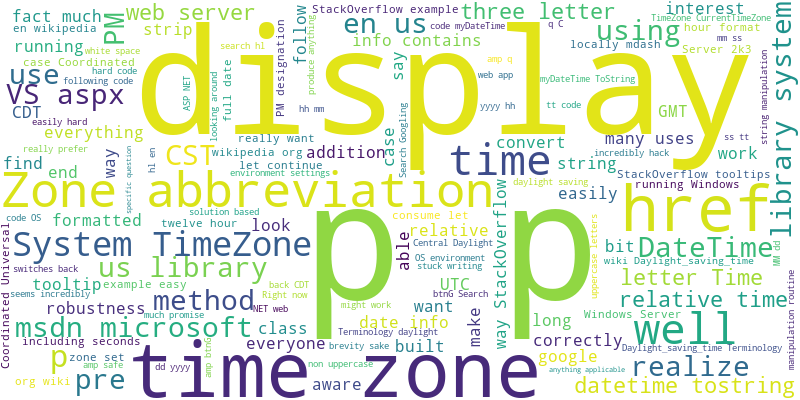 fact much
PM
web server
StackOverflow example
en us
code myDateTime
q C
three letter
TimeZone CurrentTimeZone
interest
en wikipedia
strip
search hl
produce anything
PM designation
follow
info contains
say
using
hour format
mm ss
running
white space
case Coordinated
Server 2k3
use
hard code
following code
ASP NET
looking around
full date
display
amp q
locally mdash
library system
VS aspx
web app
myDateTime ToString
string manipulation
CDT
easily hard
hh mm
yyyy hh
tt code
GMT
everything
really want
case
Search Googling
convert
many uses
ss tt
really prefer
CST
wikipedia org
addition
time
incredibly hack
find
way
specific question
hl en
let continue
string
work
StackOverflow tooltips
end
environment settings
daylight saving
easily
running Windows
Zone abbreviation
href
code OS
solution based
formatted
twelve hour
look
consume let
relative
way StackOverflow
uppercase letters
Coordinated Universal
System TimeZone
p p
able
Central Daylight
bit
DateTime
wiki Daylight_saving_time
MM dd
switches back
us library
OS environment
stuck writing
tooltip
example easy
back CDT
UTC
letter Time
seems incredibly
method
Right now
NET web
btnG Search
want
long
Windows Server
relative time
robustness
might work
make
manipulation routine
msdn microsoft
class
date info
well
including seconds
much promise
everyone
Terminology daylight
built
correctly
Daylight_saving_time Terminology
p
zone set
amp btnG
time zone
brevity sake
google
realize
amp safe
dd yyyy
non uppercase
anything applicable
org wiki
pre
aware
datetime tostring